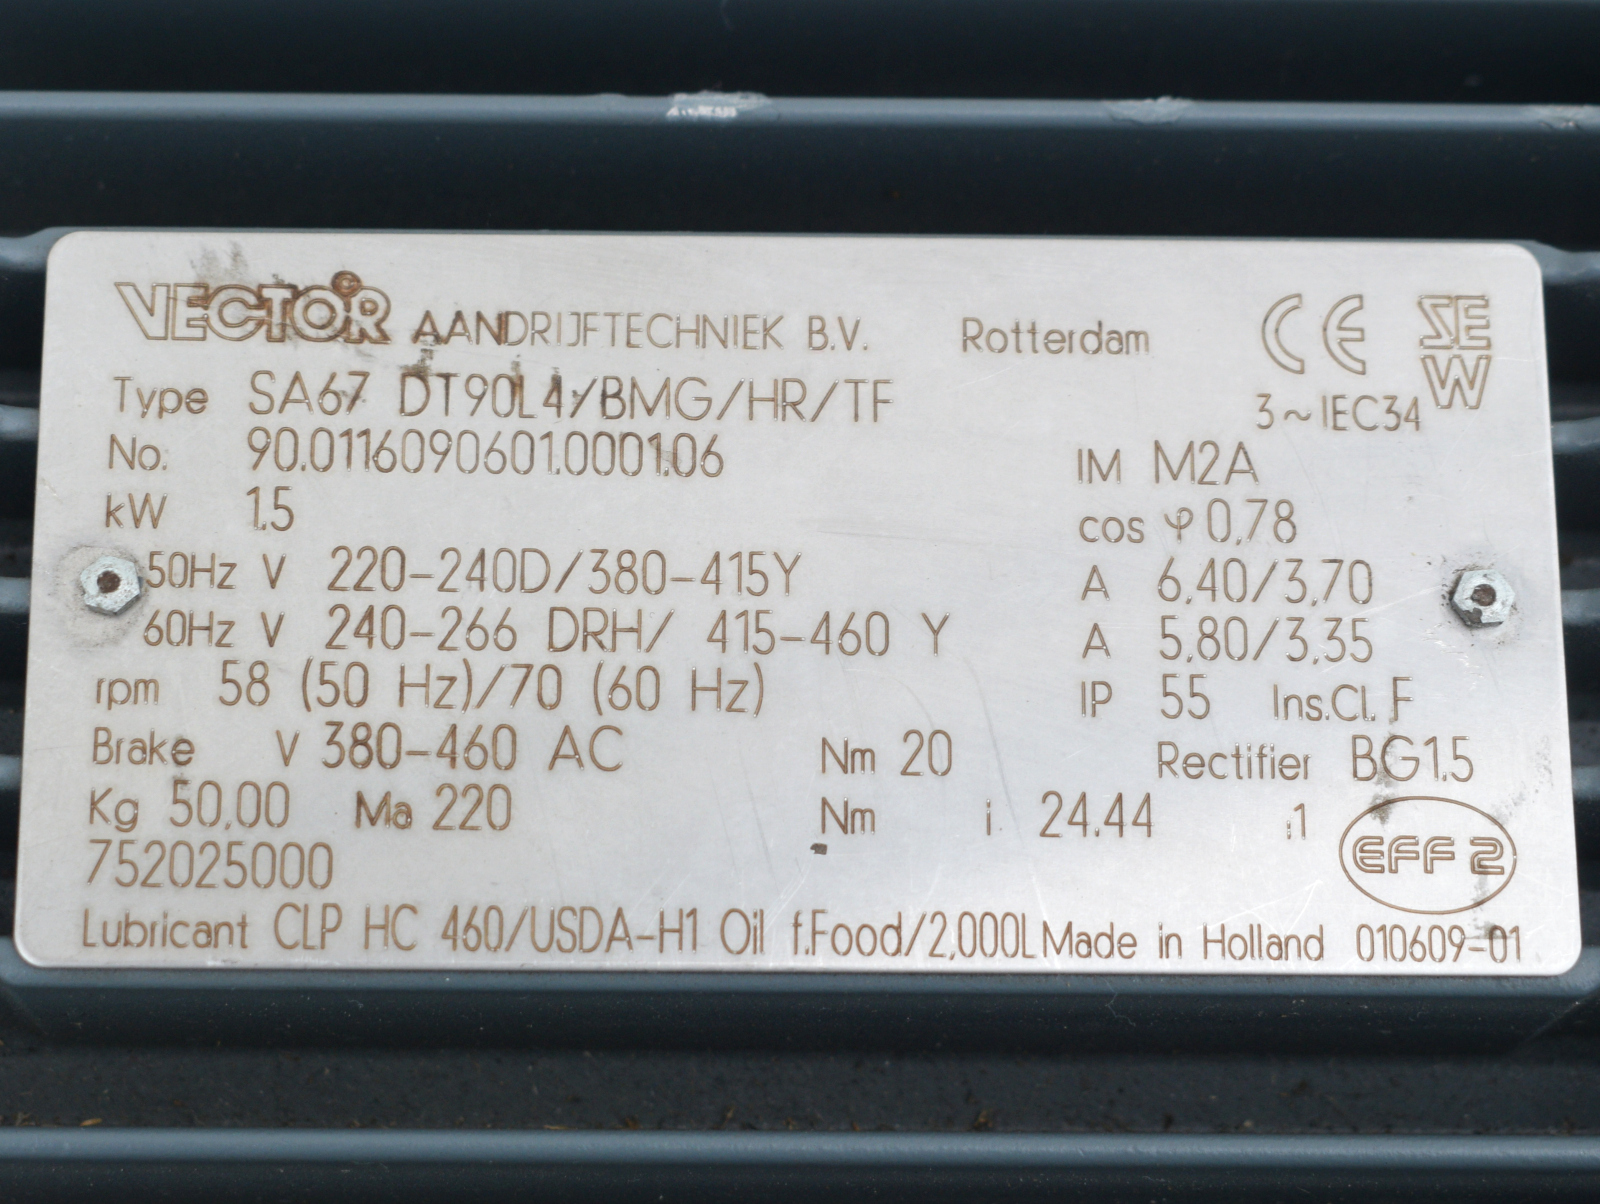 VECTOR AANDRIJFTECHNIEK B.V. Rotterdam CE SEW
Type SA67 DT90L4/BMG/HR/TF 3~IEC34
No. 90.0116090601.0001.06 IM M2A
kW 1.5 cos φ 0,78
50Hz V 220-240D/380-415Y A 6,40/3,70
60Hz V 240-266 DRH/ 415-460 Y A 5,80/3,35
rpm 58 (50 Hz)/70 (60 Hz) IP 55 Ins.Cl. F
Brake V 380-460 AC Nm 20 Rectifier BG1.5
Kg 50,00 Ma 220 Nm i 24.44 :1
752025000 EFF 2
Lubricant CLP HC 460/USDA-H1 Oil f.Food/2,000L Made in Holland 010609-01